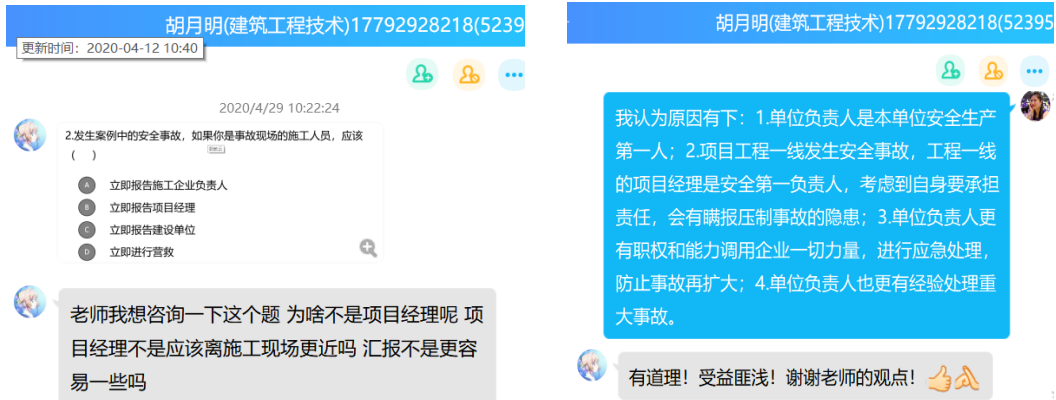 胡月明(建筑工程技术)17792928218(5239
更新时间：2020-04-12 10:40
2020/4/29 10:22:24
2.发生案例中的安全事故，如果你是事故现场的施工人员，应该
（ ）
A 立即报告施工企业负责人
B 立即报告项目经理
C 立即报告建设单位
D 立即进行营救
老师我想咨询一下这个题 为啥不是项目经理呢 项
目经理不是应该离施工现场更近吗 汇报不是更容
易一些吗
胡月明(建筑工程技术)17792928218(52395
我认为原因有下：1.单位负责人是本单位安全生产
第一人；2.项目工程一线发生安全事故，工程一线
的项目经理是安全第一负责人，考虑到自身要承担
责任，会有瞒报压制事故的隐患；3.单位负责人更
有职权和能力调用企业一切力量，进行应急处理，
防止事故再扩大；4.单位负责人也更有经验处理重
大事故。
有道理！受益匪浅！谢谢老师的观点！